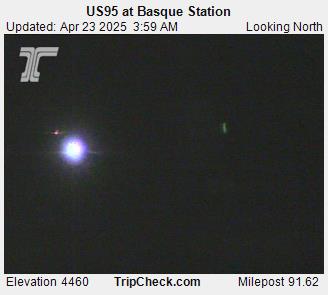 US95 at Basque Station
Updated: Apr 23 2025 3:59 AM Looking North
Elevation 4460 TripCheck.com Milepost 91.62